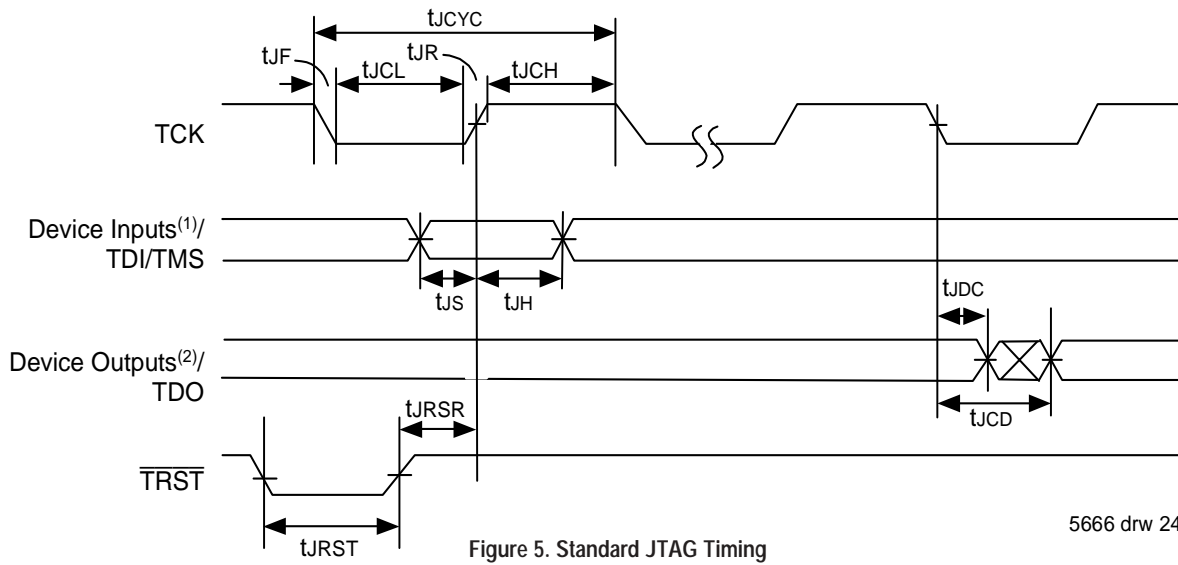 tJCYC
tJF
tJCL
tJR
tJCH
TCK
Device Inputs(1)/
TDI/TMS
tJS
tJH
tJDC
Device Outputs(2)/
TDO
tJCD
tJRSR
TRST
tJRST
5666 drw 24
Figure 5. Standard JTAG Timing